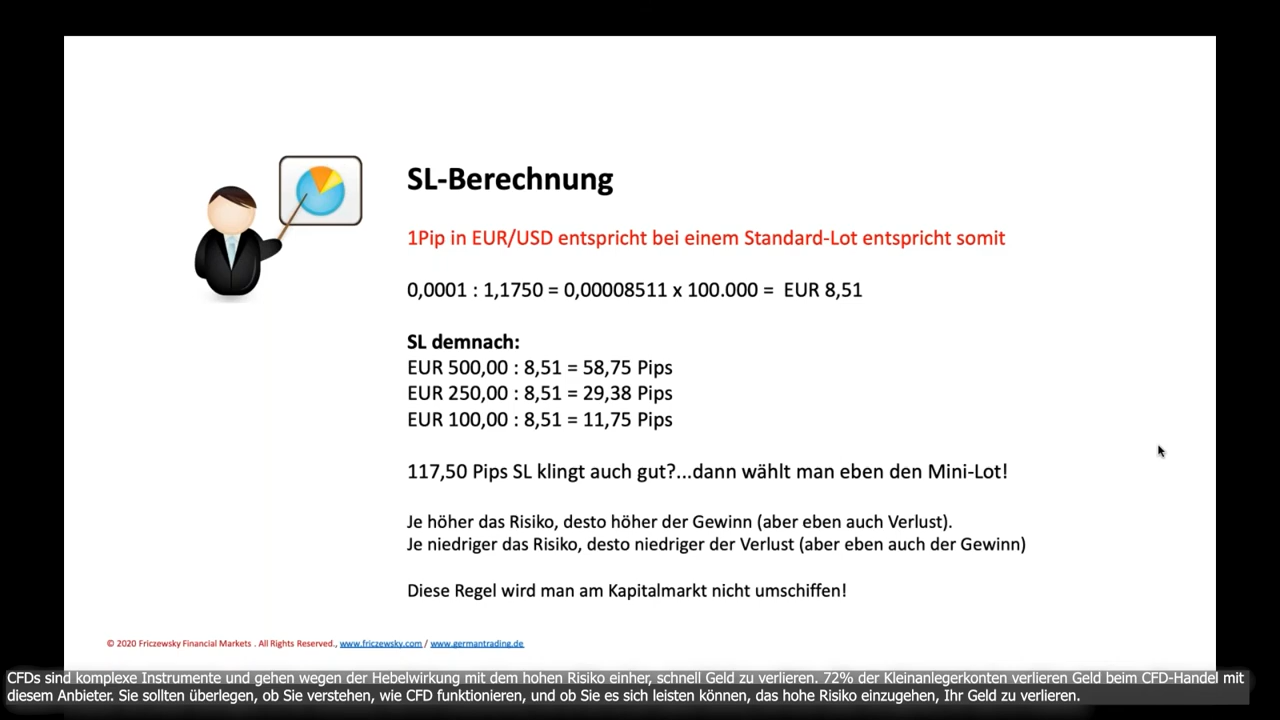 SL-Berechnung
1Pip in EUR/USD entspricht bei einem Standard-Lot entspricht somit
0,0001 : 1,1750 = 0,00008511 x 100.000 = EUR 8,51
SL demnach:
EUR 500,00 : 8,51 = 58,75 Pips
EUR 250,00 : 8,51 = 29,38 Pips
EUR 100,00 : 8,51 = 11,75 Pips
117,50 Pips SL klingt auch gut?...dann wählt man eben den Mini-Lot!
Je höher das Risiko, desto höher der Gewinn (aber eben auch Verlust).
Je niedriger das Risiko, desto niedriger der Verlust (aber eben auch der Gewinn)
Diese Regel wird man am Kapitalmarkt nicht umschiffen!
© 2020 Friczewsky Financial Markets . All Rights Reserved., www.friczewsky.com / www.germantrading.de
CFDs sind komplexe Instrumente und gehen wegen der Hebelwirkung mit dem hohen Risiko einher, schnell Geld zu verlieren. 72% der Kleinanlegerkonten verlieren Geld beim CFD-Handel mit
diesem Anbieter. Sie sollten überlegen, ob Sie verstehen, wie CFD funktionieren, und ob Sie es sich leisten können, das hohe Risiko einzugehen, Ihr Geld zu verlieren.